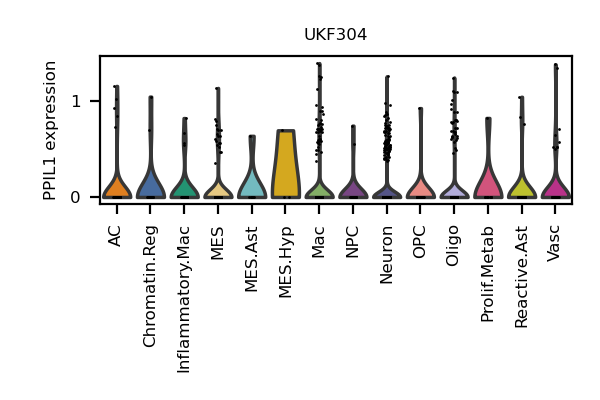 UKF304
PPIL1 expression
1
0
AC
Chromatin.Reg
Inflammatory.Mac
MES
MES.Ast
MES.Hyp
Mac
NPC
Neuron
OPC
Oligo
Prolif.Metab
Reactive.Ast
Vasc